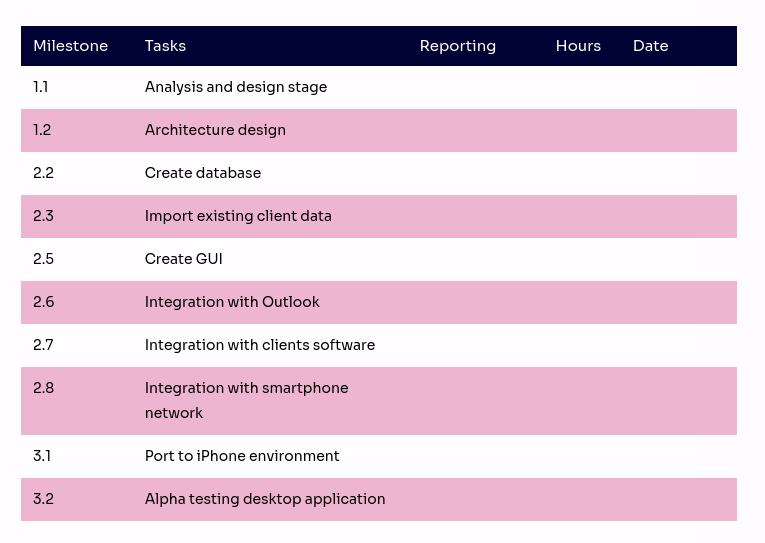 Milestone Tasks Reporting Hours Date
1.1 Analysis and design stage
1.2 Architecture design
2.2 Create database
2.3 Import existing client data
2.5 Create GUI
2.6 Integration with Outlook
2.7 Integration with clients software
2.8 Integration with smartphone
network
3.1 Port to iPhone environment
3.2 Alpha testing desktop application